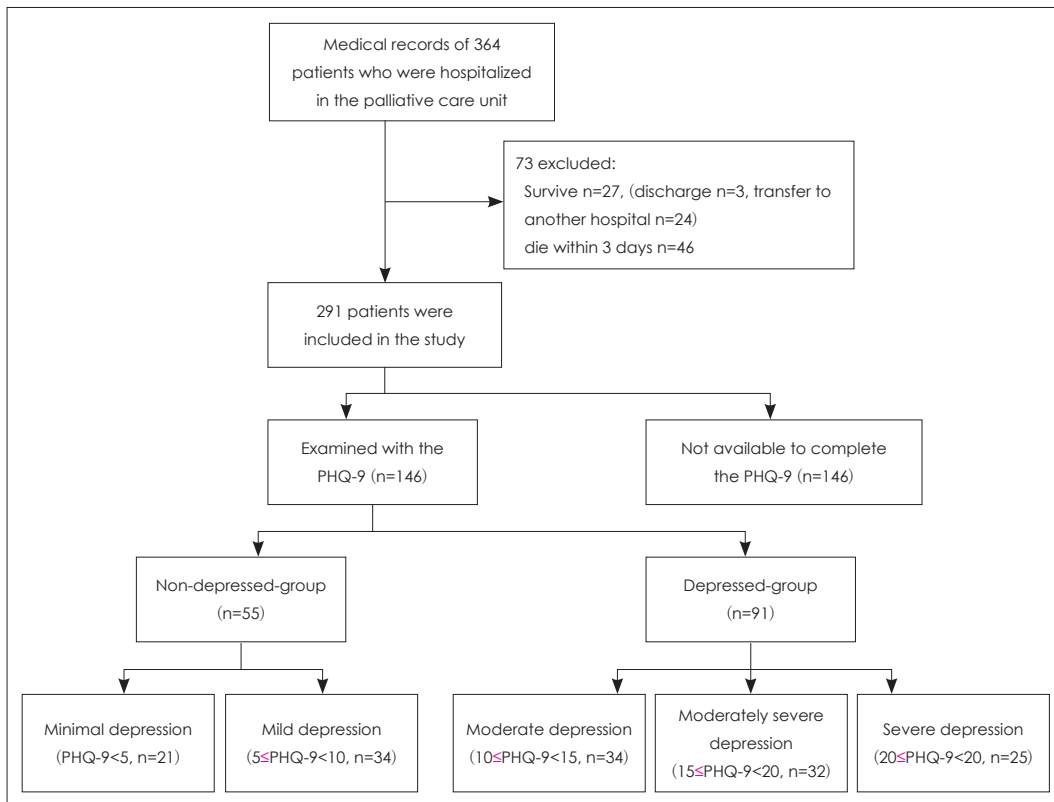 Medical records of 364
patients who were hospitalized
in the palliative care unit
73 excluded:
Survive n=27, (discharge n=3, transfer to
another hospital n=24)
die within 3 days n=46
291 patients were
included in the study
Examined with the
PHQ-9 (n=146)
Not available to complete
the PHQ-9 (n=146)
Non-depressed-group
(n=55)
Depressed-group
(n=91)
Minimal depression
(PHQ-9<5, n=21)
Mild depression
(5≤PHQ-9<10, n=34)
Moderate depression
(10≤PHQ-9<15, n=34)
Moderately severe
depression
(15≤PHQ-9<20, n=32)
Severe depression
(20≤PHQ-9<20, n=25)